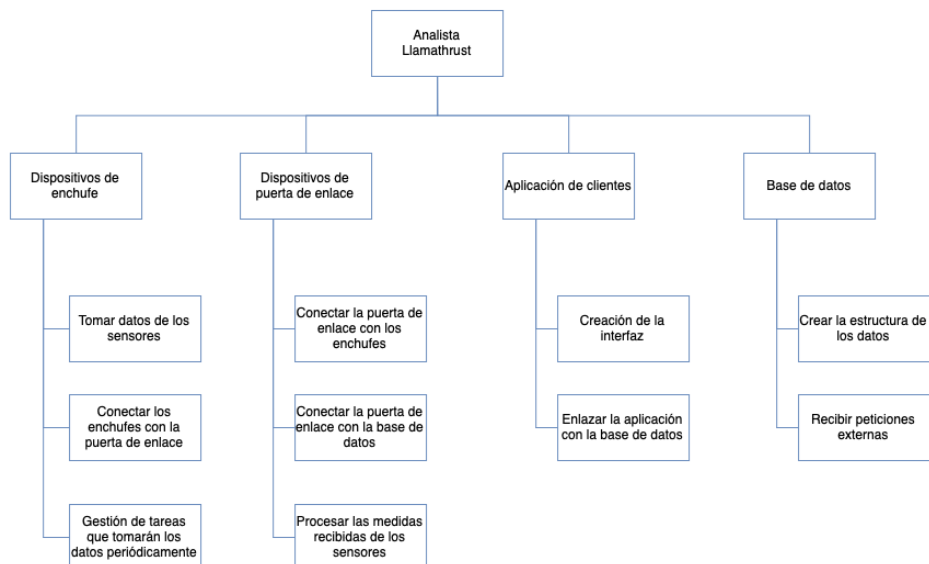 Analista
Llamathrust
Dispositivos de
enchufe
Dispositivos de
puerta de enlace
Aplicación de clientes
Base de datos
Tomar datos de los
sensores
Conectar la puerta de
enlace con los
enchufes
Creación de la
interfaz
Crear la estructura de
los datos
Conectar los
enchufes con la
puerta de enlace
Conectar la puerta de
enlace con la base de
datos
Enlazar la aplicación
con la base de datos
Recibir peticiones
externas
Gestión de tareas
que tomarán los
datos periódicamente
Procesar las medidas
recibidas de los
sensores